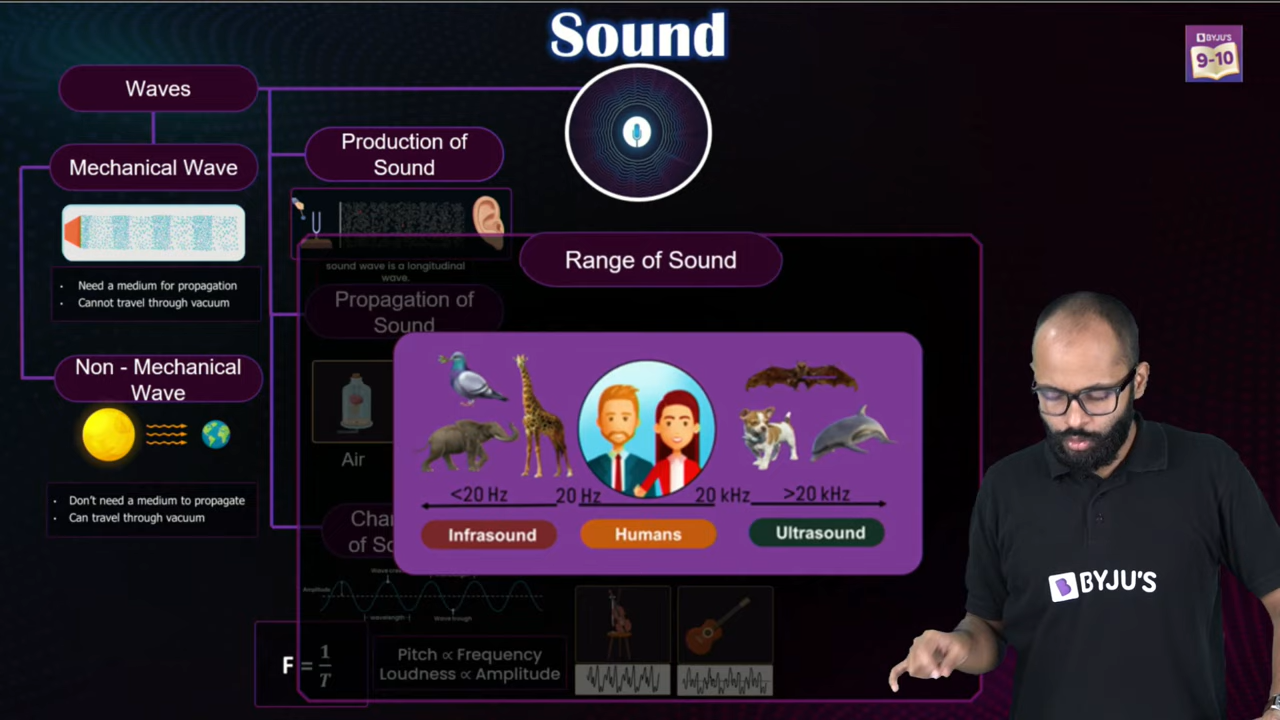 Sound
BYJU'S
9-10
Waves
Mechanical Wave
• Need a medium for propagation
• Cannot travel through vacuum
Non - Mechanical
Wave
• Don't need a medium to propagate
• Can travel through vacuum
Production of
Sound
sound wave is a longitudinal
wave.
Propagation of
Sound
Air
Range of Sound
<20 Hz
20 Hz
20 kHz
>20 kHz
Infrasound
Humans
Ultrasound
Amplitude
wavelength
Wave trough
F = 1/T
Pitch ∝ Frequency
Loudness ∝ Amplitude
BYJU'S